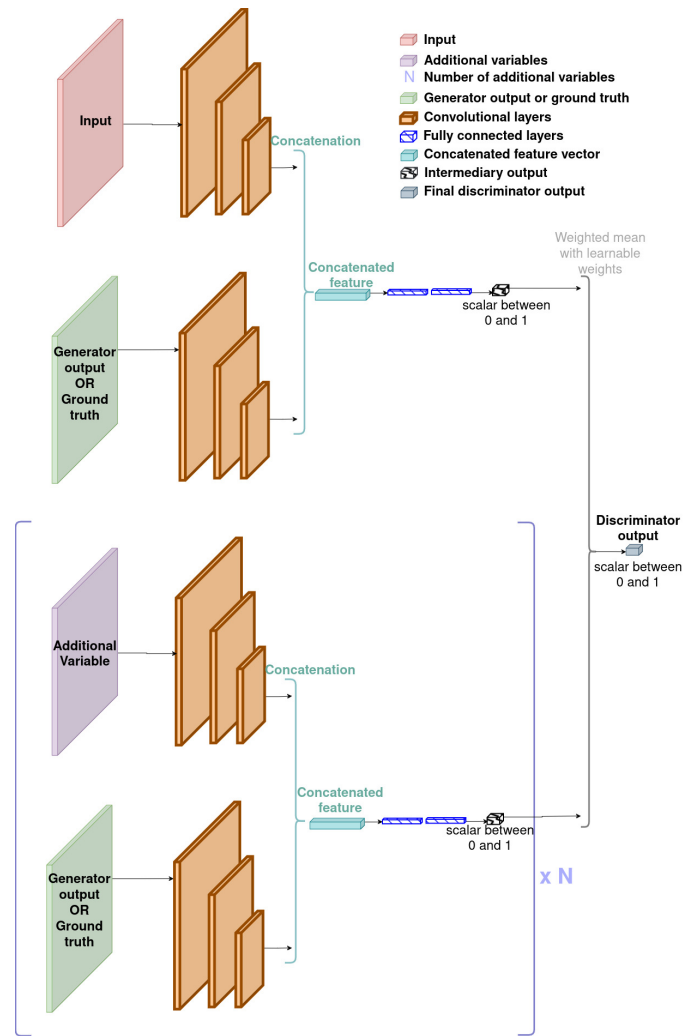 Input
Additional variables
N Number of additional variables
Generator output or ground truth
Convolutional layers
Fully connected layers
Concatenated feature vector
Intermediary output
Final discriminator output
Input
Concatenation
Weighted mean
with learnable
weights
Concatenated
feature
scalar between
0 and 1
Generator
output
OR
Ground
truth
Discriminator
output
scalar between
0 and 1
Additional
Variable
Concatenation
Concatenated
feature
scalar between
0 and 1
Generator
output
OR
Ground
truth
x N